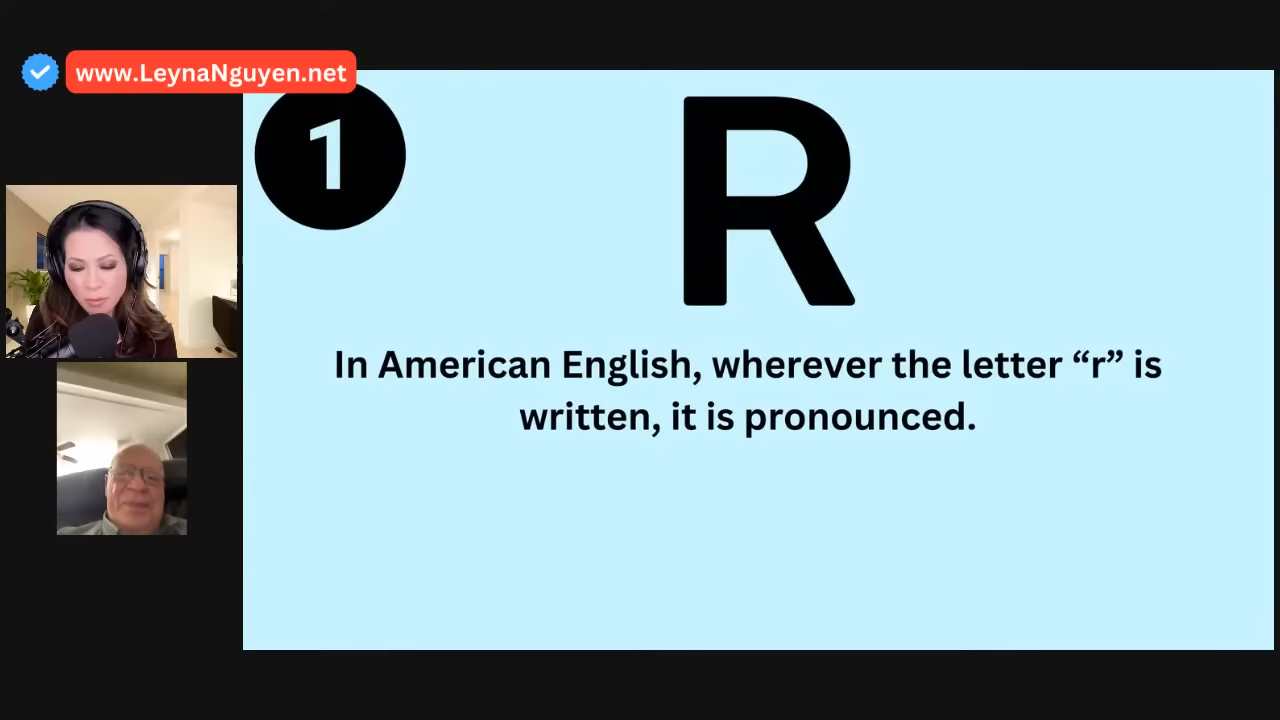 www.LeynaNguyen.net
1
R
In American English, wherever the letter “r” is
written, it is pronounced.